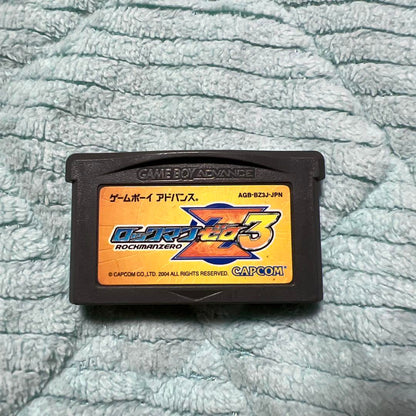 GAME BOY ADVANCE
ゲームボーイ アドバンス® AGB-BZ3J-JPN
ロックマンゼロ3
ROCKMANZERO
© CAPCOM CO., LTD. 2004 ALL RIGHTS RESERVED. CAPCOM